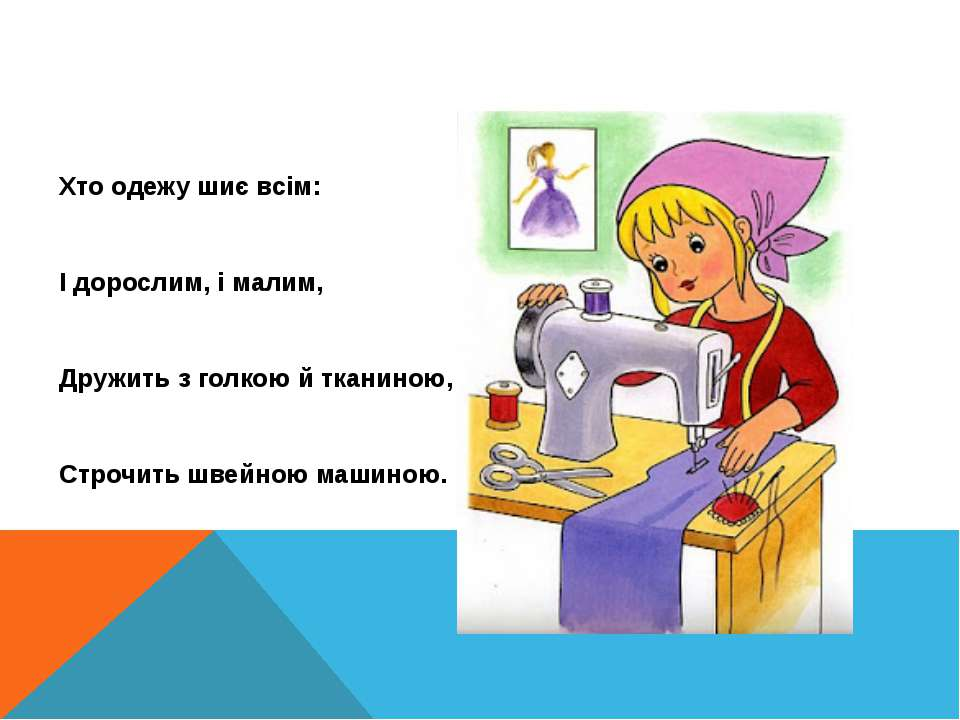 Хто одежу шиє всім:
І дорослим, і малим,
Дружить з голкою й тканиною,
Строчить швейною машиною.